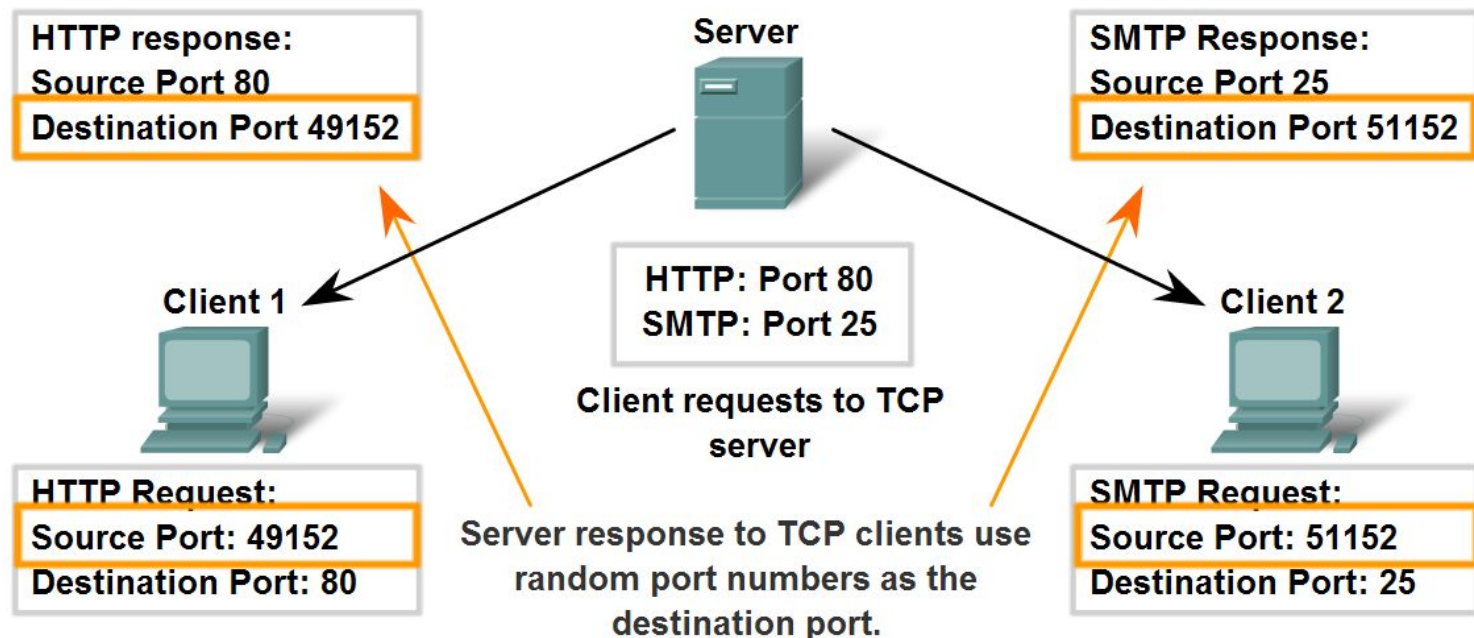 HTTP response:
Source Port 80
Destination Port 49152
Server
SMTP Response:
Source Port 25
Destination Port 51152
Client 1
HTTP: Port 80
SMTP: Port 25
Client 2
Client requests to TCP
server
HTTP Request:
Source Port: 49152
Destination Port: 80
Server response to TCP clients use
random port numbers as the
destination port.
SMTP Request:
Source Port: 51152
Destination Port: 25